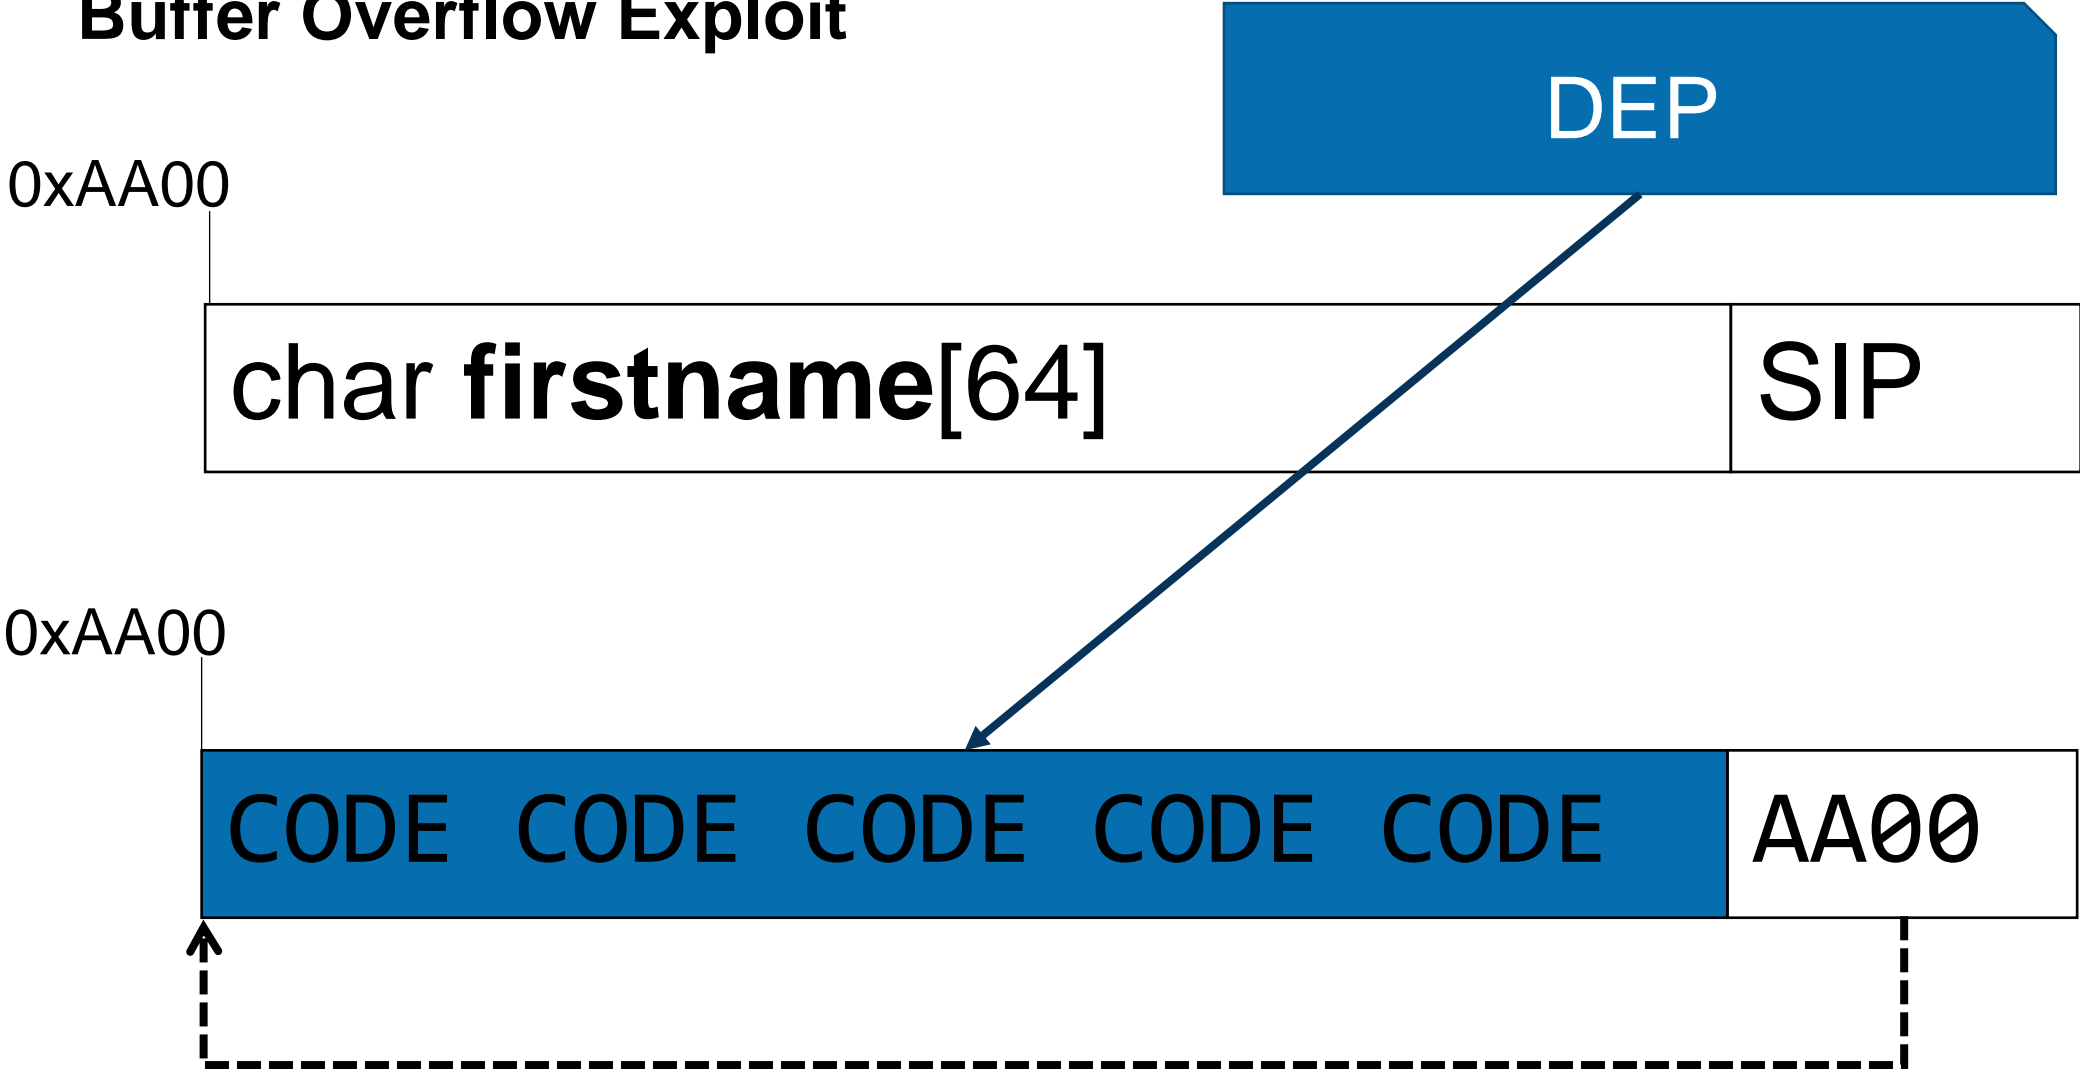 Buffer Overflow Exploit
DEP
0xAA00
char firstname[64] SIP
0xAA00
CODE CODE CODE CODE CODE AA00